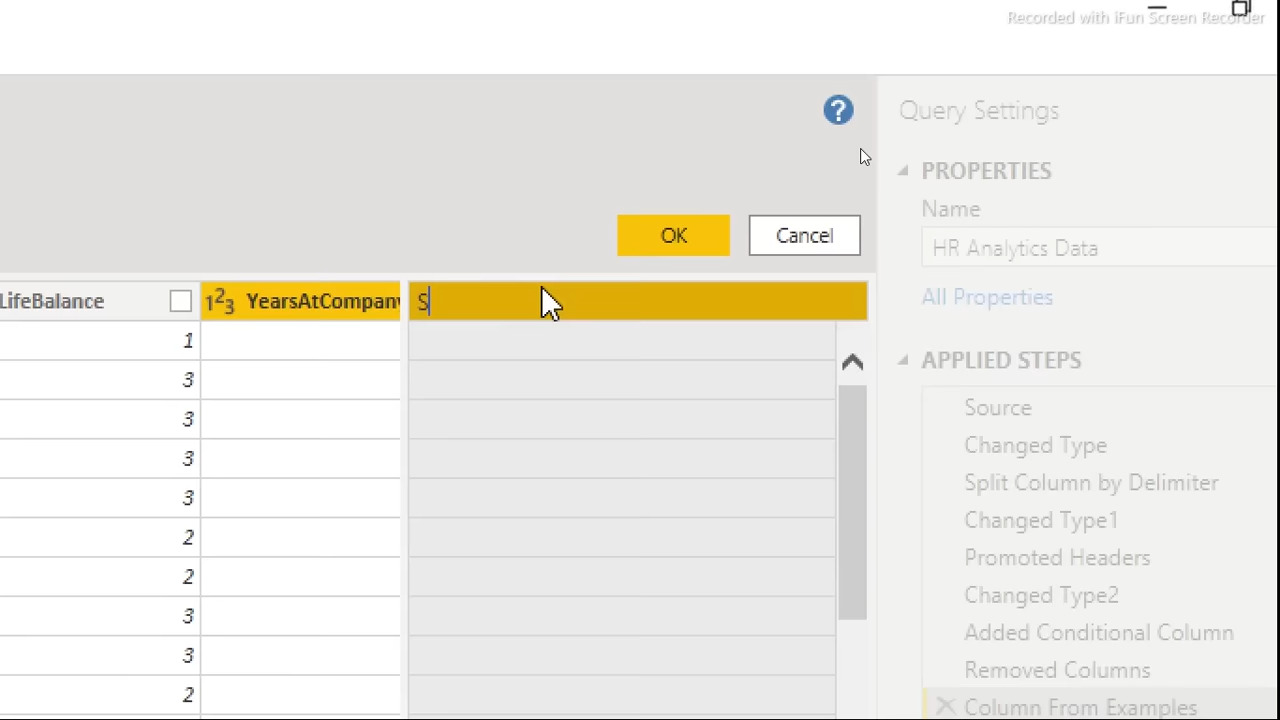 Recorded with iFun Screen Recorder
?
Query Settings
PROPERTIES
Name
HR Analytics Data
All Properties
OK
Cancel
LifeBalance
123 YearsAtCompany
S
1
3
3
3
3
2
2
3
3
2
APPLIED STEPS
Source
Changed Type
Split Column by Delimiter
Changed Type1
Promoted Headers
Changed Type2
Added Conditional Column
Removed Columns
Column From Examples